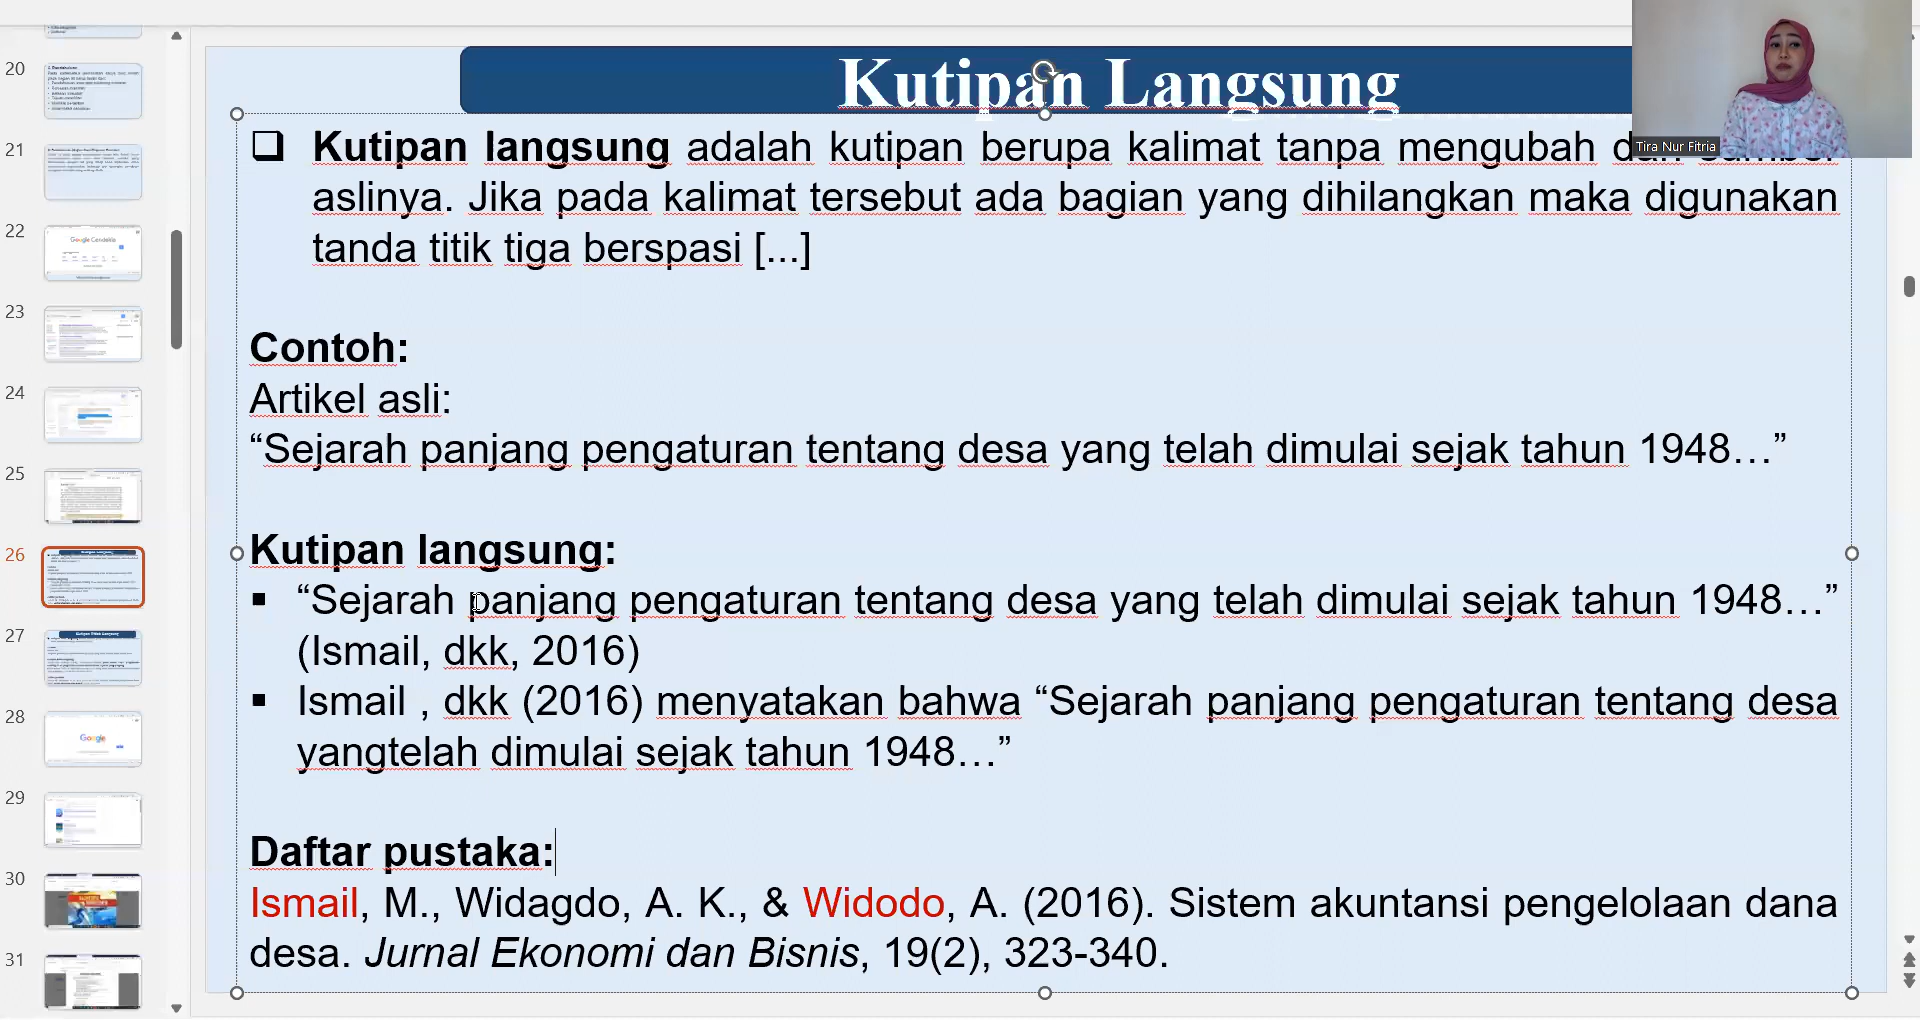 Kutipan Langsung
Tira Nur Fitria
❑ Kutipan langsung adalah kutipan berupa kalimat tanpa mengubah
aslinya. Jika pada kalimat tersebut ada bagian yang dihilangkan maka digunakan
tanda titik tiga berspasi [...]
Contoh:
Artikel asli:
“Sejarah panjang pengaturan tentang desa yang telah dimulai sejak tahun 1948…”
Kutipan langsung:
▪ “Sejarah panjang pengaturan tentang desa yang telah dimulai sejak tahun 1948…”
(Ismail, dkk, 2016)
▪ Ismail , dkk (2016) menyatakan bahwa “Sejarah panjang pengaturan tentang desa
yangtelah dimulai sejak tahun 1948…”
Daftar pustaka:
Ismail, M., Widagdo, A. K., & Widodo, A. (2016). Sistem akuntansi pengelolaan dana
desa. Jurnal Ekonomi dan Bisnis, 19(2), 323-340.
20
21
22
Google Cendekia
23
24
25
26
27
28
Google
29
30
31